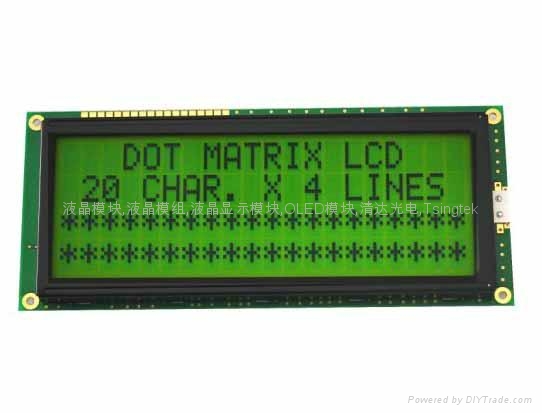 DOT MATRIX LCD
20 CHAR. X 4 LINES
液晶模块,液晶模组,液晶显示模块,OLED模块,清达光电,Tsingtek
********************
********************
Powered by DIYTrade.com